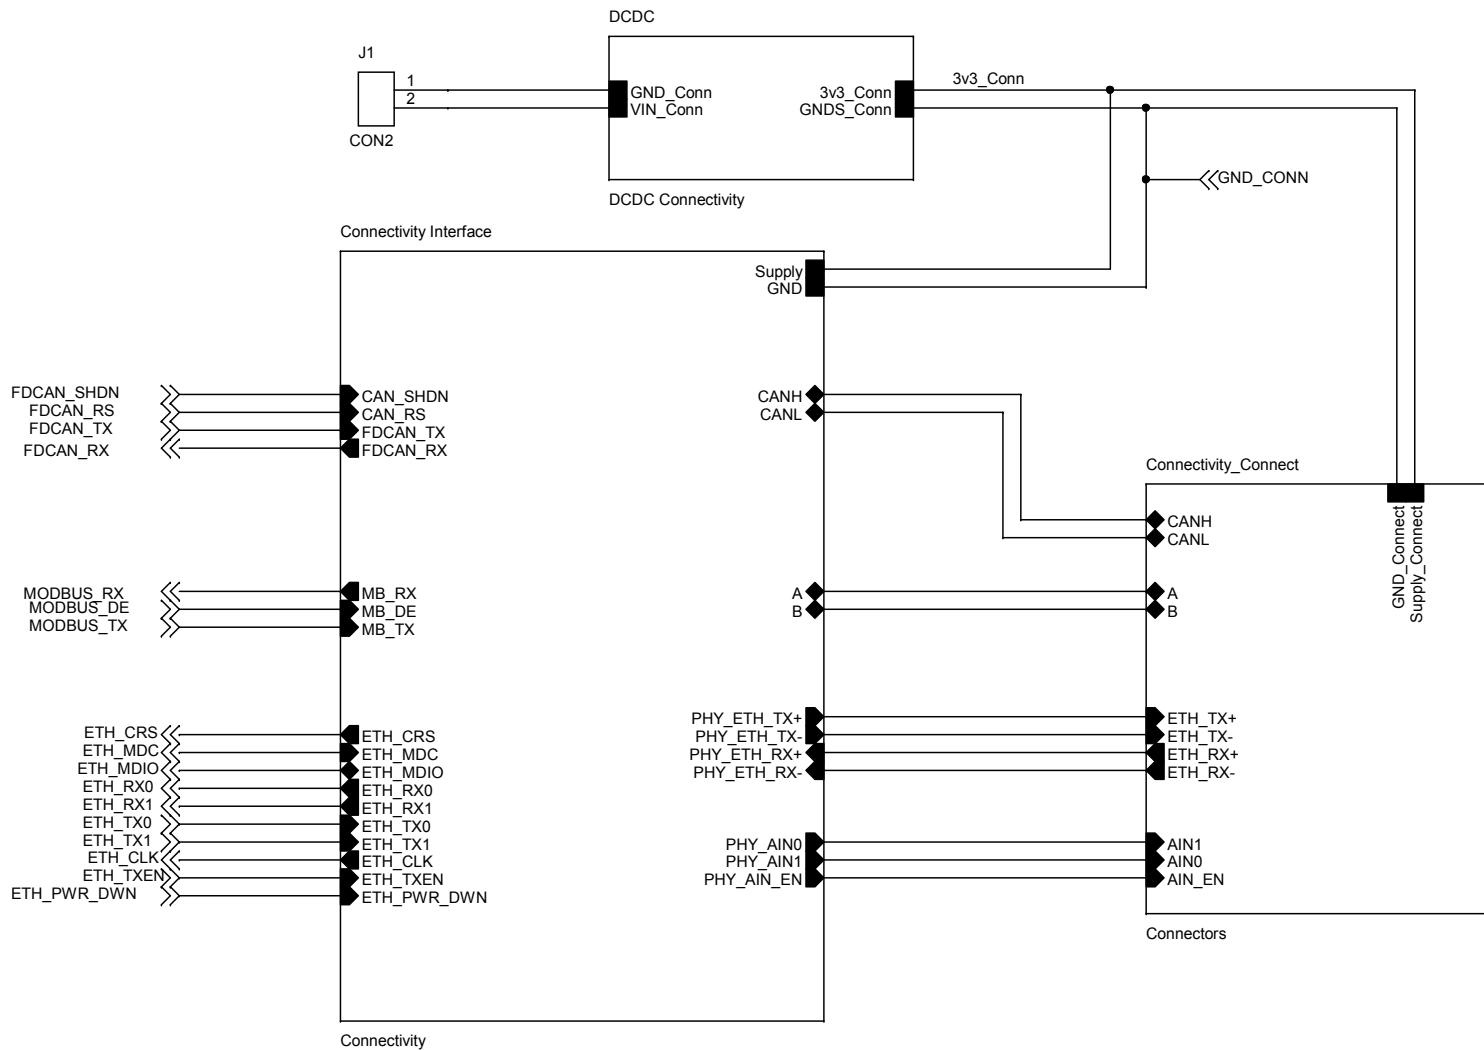 DCDC
J1
1
2
CON2
GND_Conn
VIN_Conn
3v3_Conn
GNDS_Conn
3v3_Conn
GND_CONN
DCDC Connectivity
Connectivity Interface
Supply
GND
FDCAN_SHDN
FDCAN_RS
FDCAN_TX
FDCAN_RX
CAN_SHDN
CAN_RS
FDCAN_TX
FDCAN_RX
CANH
CANL
Connectivity_Connect
CANH
CANL
GND_Connect
Supply_Connect
MODBUS_RX
MODBUS_DE
MODBUS_TX
MB_RX
MB_DE
MB_TX
A
B
A
B
ETH_CRS
ETH_MDC
ETH_MDIO
ETH_RX0
ETH_RX1
ETH_TX0
ETH_TX1
ETH_CLK
ETH_TXEN
ETH_PWR_DWN
ETH_CRS
ETH_MDC
ETH_MDIO
ETH_RX0
ETH_RX1
ETH_TX0
ETH_TX1
ETH_CLK
ETH_TXEN
ETH_PWR_DWN
PHY_ETH_TX+
PHY_ETH_TX-
PHY_ETH_RX+
PHY_ETH_RX-
ETH_TX+
ETH_TX-
ETH_RX+
ETH_RX-
PHY_AIN0
PHY_AIN1
PHY_AIN_EN
AIN1
AIN0
AIN_EN
Connectors
Connectivity